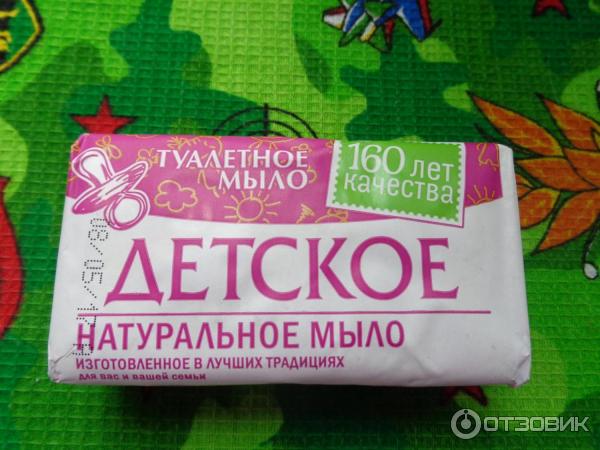 ТУАЛЕТНОЕ
МЫЛО
160 лет
качества
ДЕТСКОЕ
НАТУРАЛЬНОЕ МЫЛО
ИЗГОТОВЛЕННОЕ В ЛУЧШИХ ТРАДИЦИЯХ
для вас и вашей семьи
ОТЗОВИК